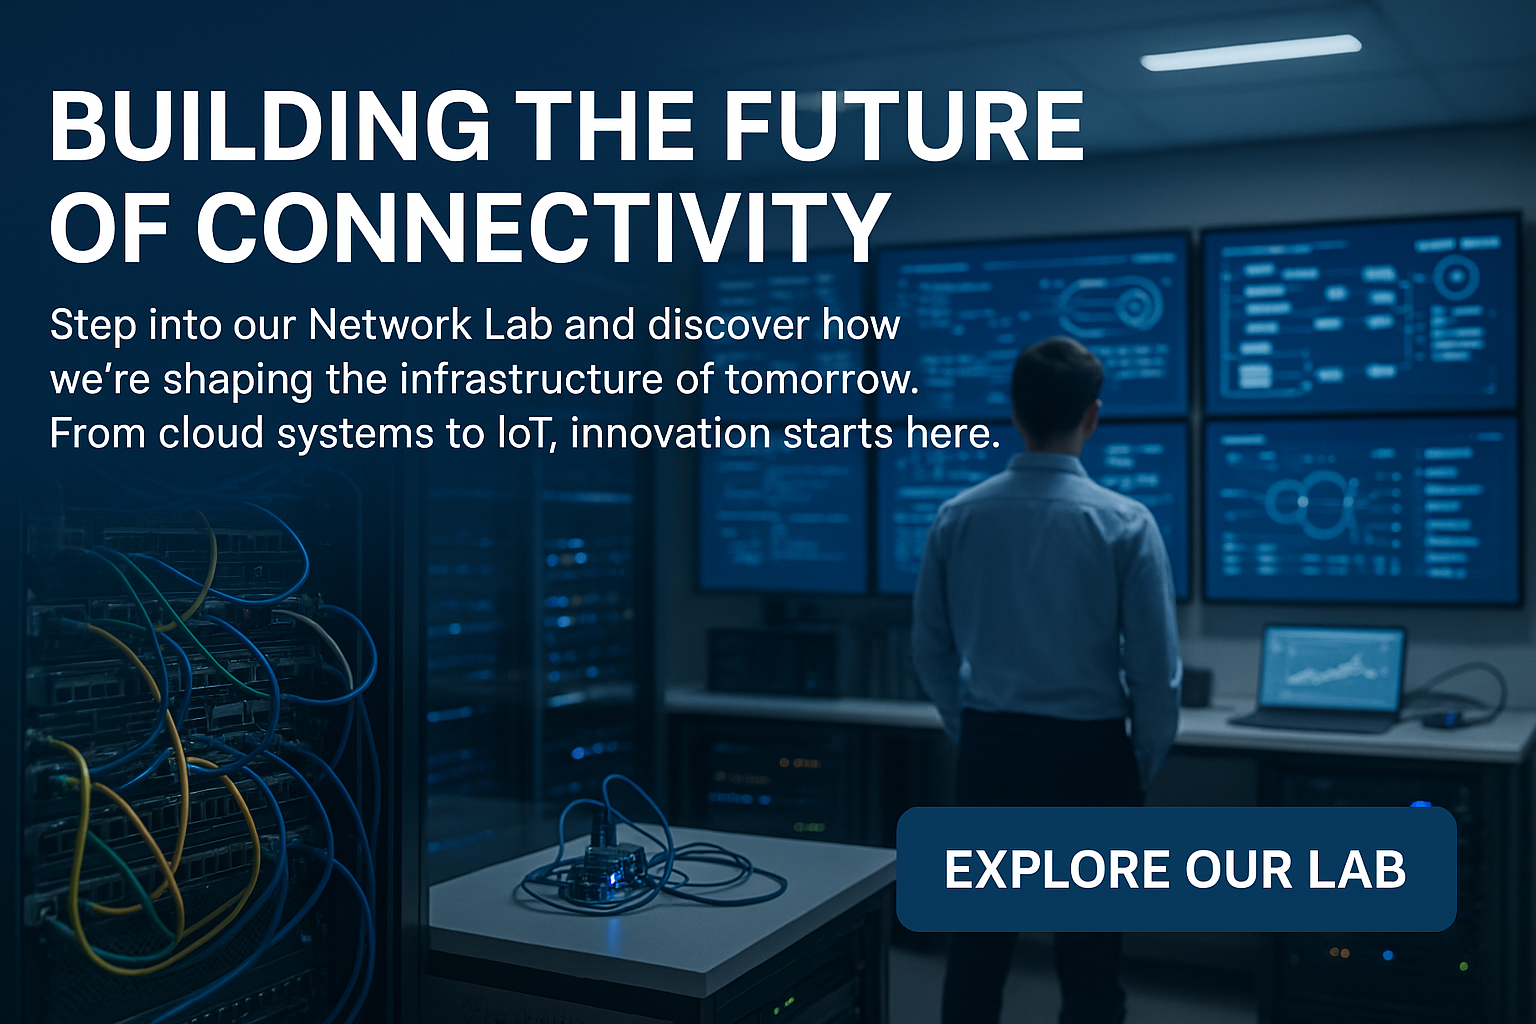 BUILDING THE FUTURE
OF CONNECTIVITY
Step into our Network Lab and discover how
we’re shaping the infrastructure of tomorrow.
From cloud systems to IoT, innovation starts here.
EXPLORE OUR LAB